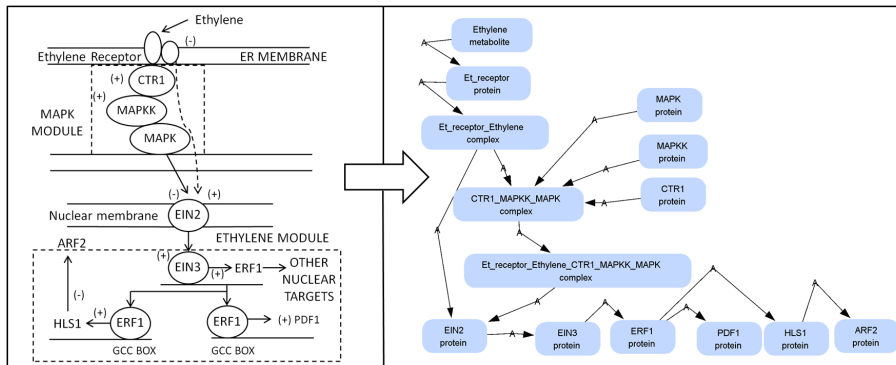 Ethylene
(-)
Ethylene Receptor
ER MEMBRANE
(+)
CTR1
(+)
MAPKK
MAPK
MODULE
MAPK
(-)
(+)
Nuclear membrane
EIN2
ETHYLENE MODULE
ARF2
(+)
EIN3
(+)
ERF1
OTHER
NUCLEAR
TARGETS
(-)
HLS1
(+)
ERF1
ERF1
(+) PDF1
GCC BOX
GCC BOX
Ethylene
metabolite
A
Et_receptor
protein
A
Et_receptor_Ethylene
complex
MAPK
protein
A
MAPKK
protein
A
A
CTR1
protein
A
CTR1_MAPKK_MAPK
complex
A
A
Et_receptor_Ethylene_CTR1_MAPKK_MAPK
complex
A
A
EIN2
protein
A
EIN3
protein
A
ERF1
protein
A
PDF1
protein
A
HLS1
protein
A
ARF2
protein